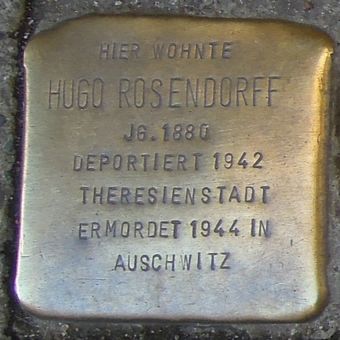 HIER WOHNTE
HUGO ROSENDORFF
JG. 1880
DEPORTIERT 1942
THERESIENSTADT
ERMORDET 1944 IN
AUSCHWITZ